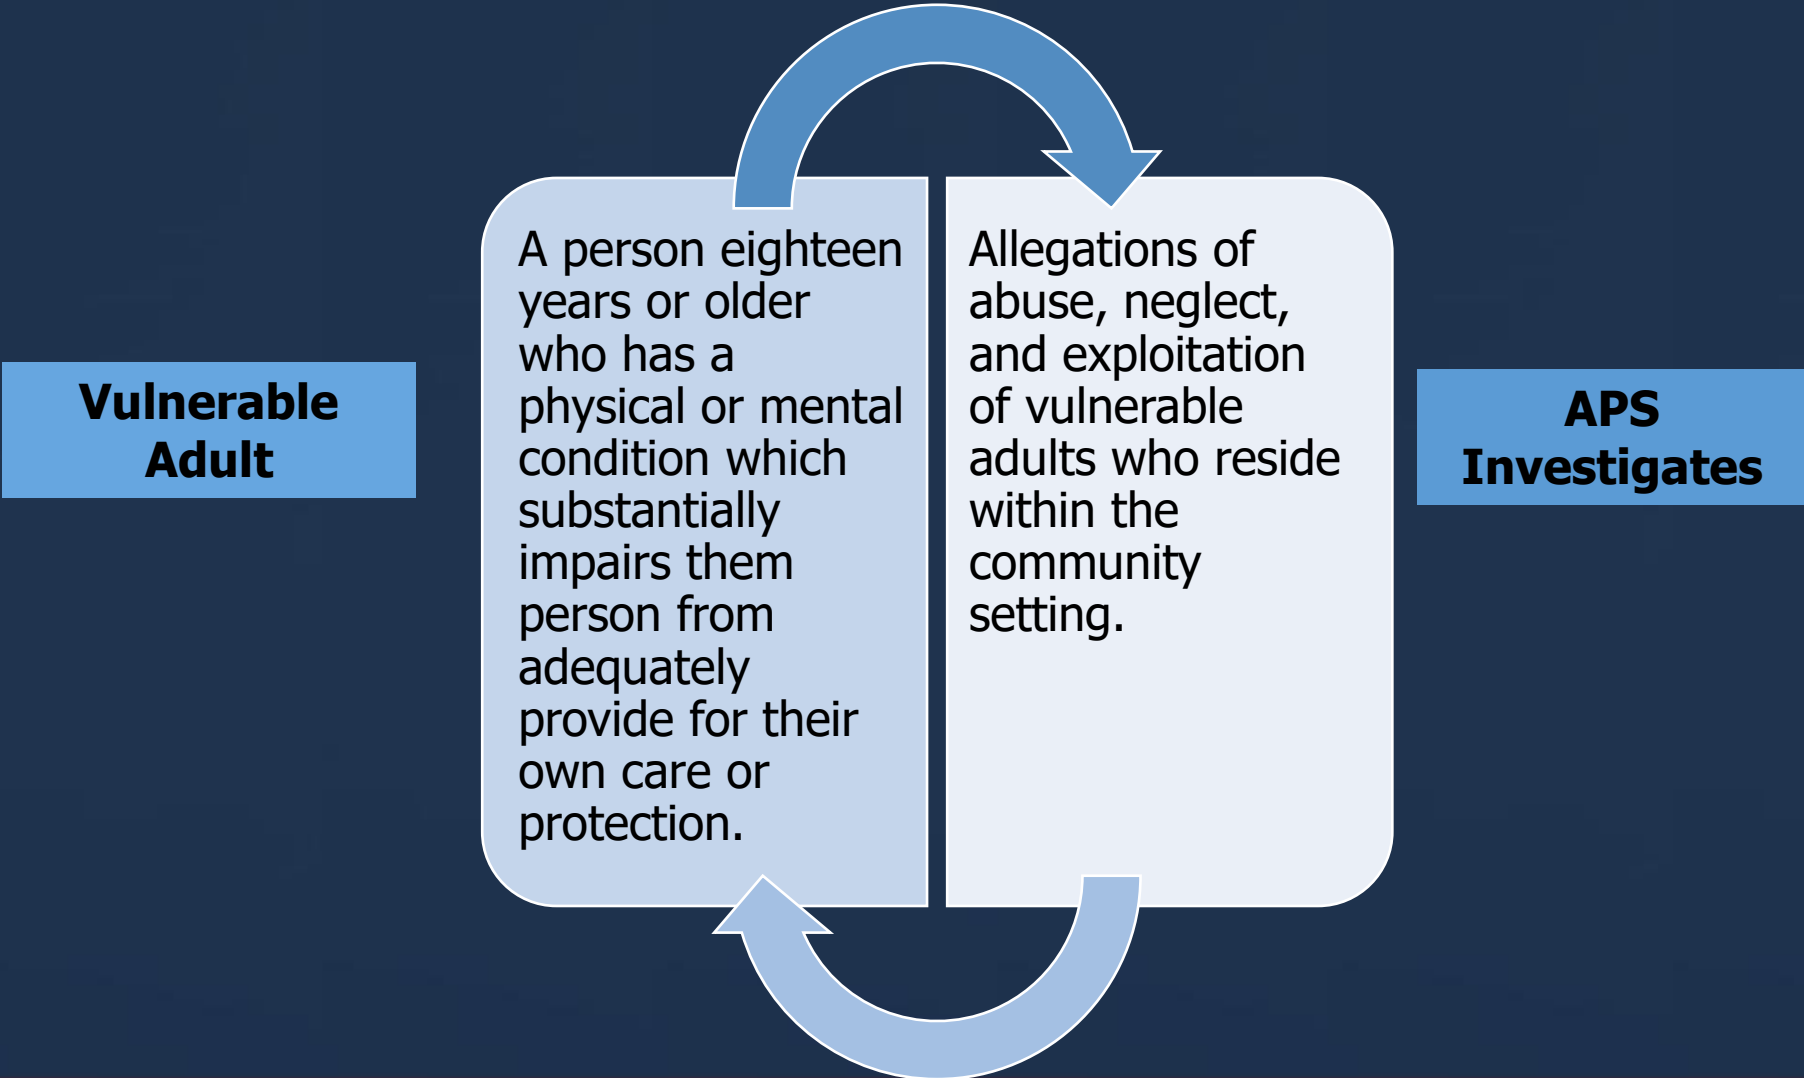 Vulnerable
Adult
A person eighteen
years or older
who has a
physical or mental
condition which
substantially
impairs them
person from
adequately
provide for their
own care or
protection.
Allegations of
abuse, neglect,
and exploitation
of vulnerable
adults who reside
within the
community
setting.
APS
Investigates